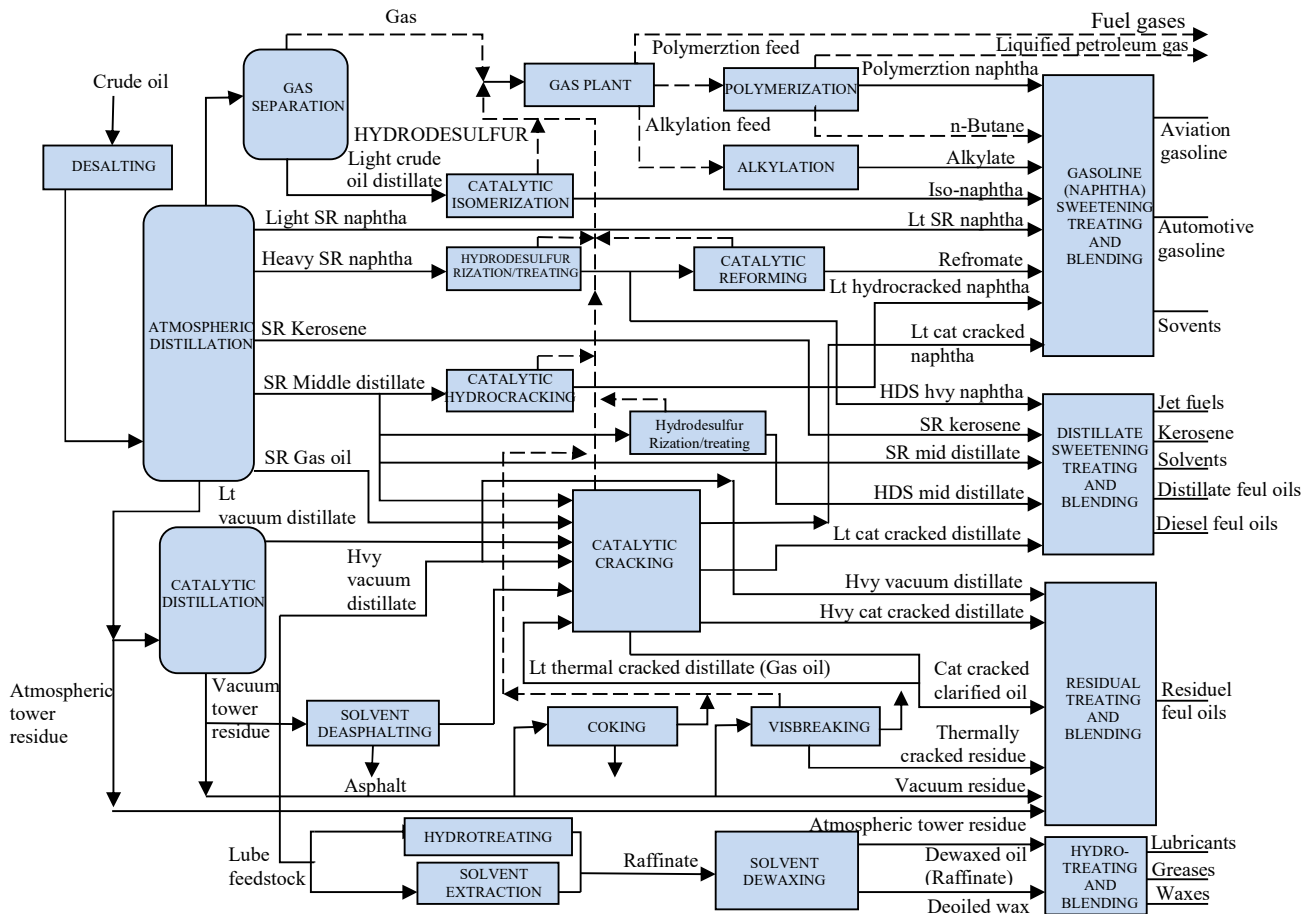 Gas
Fuel gases
Liquified petroleum gas
Polymerztion feed
Polymerztion naphtha
Crude oil
GAS
SEPARATION
GAS PLANT
POLYMERIZATION
n-Butane
Alkylation feed
HYDRODESULFUR
Light crude
oil distillate
DESALTING
ALKYLATION
Alkylate
CATALYTIC
ISOMERIZATION
Iso-naphtha
GASOLINE
(NAPHTHA)
SWEETENING
TREATING
AND
BLENDING
Aviation
gasoline
Automotive
gasoline
Sovents
Light SR naphtha
Lt SR naphtha
Heavy SR naphtha
HYDRODESULFUR
RIZATION/TREATING
CATALYTIC
REFORMING
Refromate
Lt hydrocracked naphtha
ATMOSPHERIC
DISTILLATION
SR Kerosene
Lt cat cracked
naphtha
SR Middle distillate
CATALYTIC
HYDROCRACKING
HDS hvy naphtha
Hydrodesulfur
Rization/treating
SR kerosene
SR mid distillate
DISTILLATE
SWEETENING
TREATING
AND
BLENDING
Jet fuels
Kerosene
Solvents
Distillate feul oils
Diesel feul oils
SR Gas oil
HDS mid distillate
Lt
vacuum distillate
Lt cat cracked distillate
CATALYTIC
CRACKING
Hvy
vacuum
distillate
CATALYTIC
DISTILLATION
Hvy vacuum distillate
Hvy cat cracked distillate
Lt thermal cracked distillate (Gas oil)
Cat cracked
clarified oil
RESIDUAL
TREATING
AND
BLENDING
Residuel
feul oils
Atmospheric
tower
residue
Vacuum
tower
residue
SOLVENT
DEASPHALTING
COKING
VISBREAKING
Thermally
cracked residue
Asphalt
Vacuum residue
Atmospheric tower residue
HYDROTREATING
Lube
feedstock
SOLVENT
EXTRACTION
Raffinate
SOLVENT
DEWAXING
Dewaxed oil
(Raffinate)
Deoiled wax
HYDRO-
TREATING
AND
BLENDING
Lubricants
Greases
Waxes